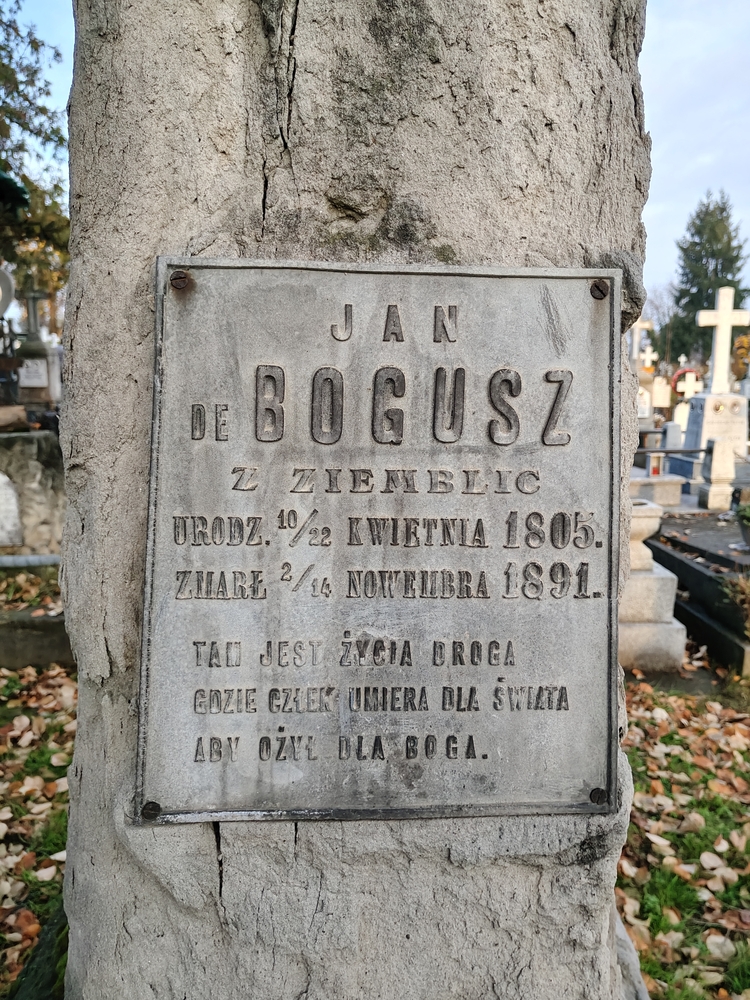 JAN
DE BOGUSZ
Z ZIEMBLIC
URODZ. 10/22 KWIETNIA 1805.
ZMARŁ 2/14 NOWEMBRA 1891.
TAM JEST ŻYCIA DROGA
GDZIE CZŁEK UMIERA DLA ŚWIATA
ABY OŻYŁ DLA BOGA.